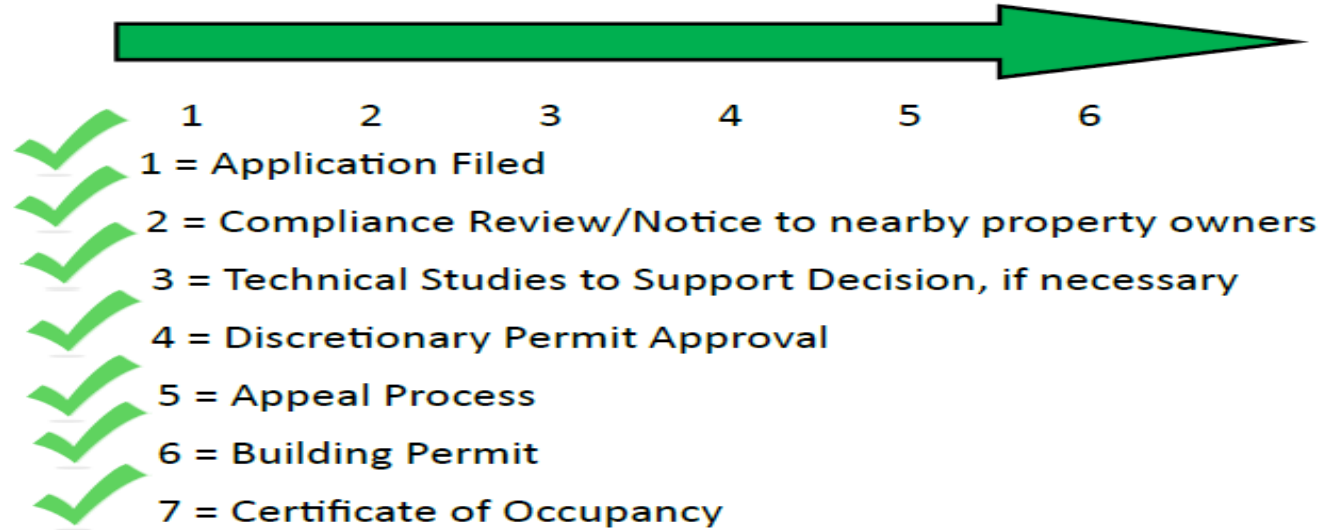 1 2 3 4 5 6
1 = Application Filed
2 = Compliance Review/Notice to nearby property owners
3 = Technical Studies to Support Decision, if necessary
4 = Discretionary Permit Approval
5 = Appeal Process
6 = Building Permit
7 = Certificate of Occupancy